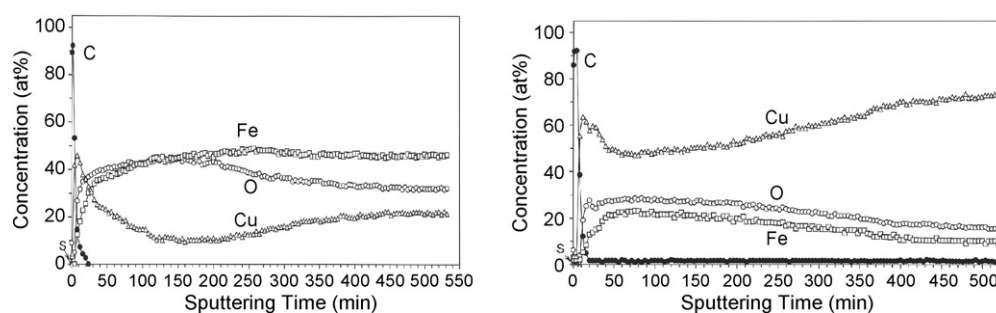 100
80
60
40
20
0
Concentration (at%)
C
Fe
O
Cu
S
0 50 100 150 200 250 300 350 400 450 500 550
Sputtering Time (min)
100
80
60
40
20
0
Concentration (at%)
C
Cu
O
Fe
S
0 50 100 150 200 250 300 350 400 450 500
Sputtering Time (min)